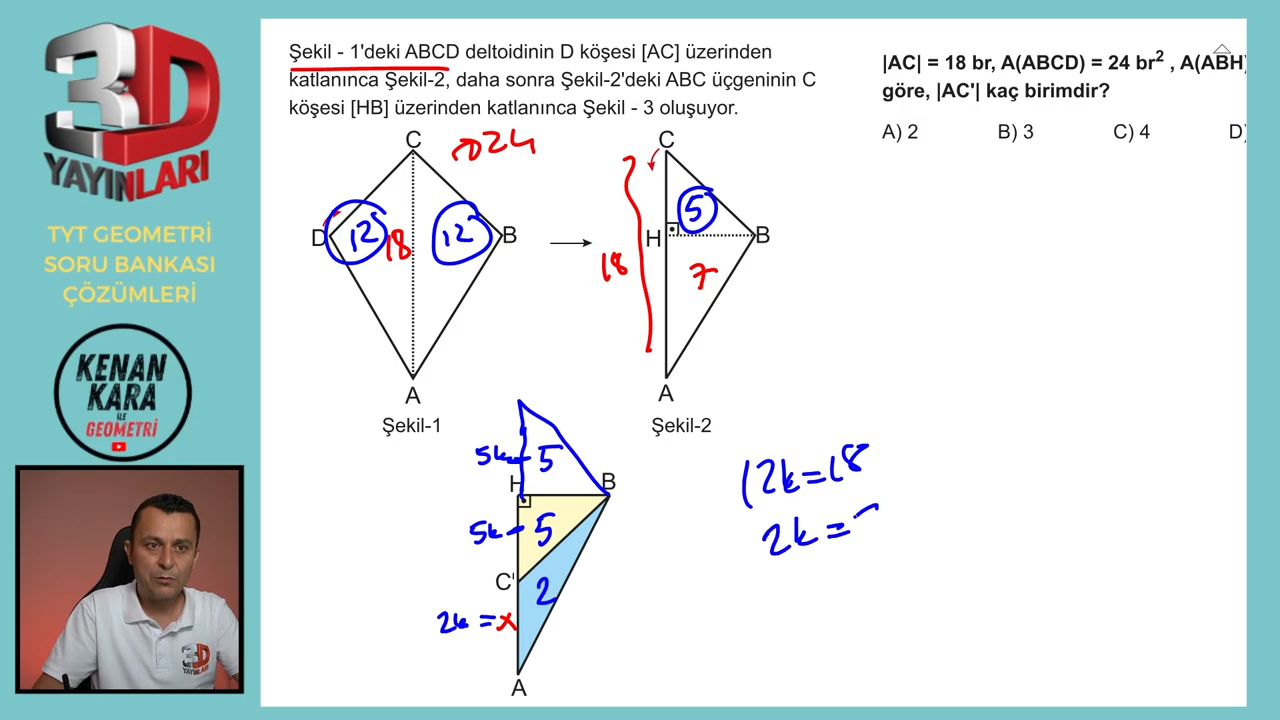 3D
YAYINLARI
TYT GEOMETRİ
SORU BANKASI
ÇÖZÜMLERİ
KENAN
KARA
İLE
GEOMETRİ
3D
YAYINLARI
Şekil - 1'deki ABCD deltoidinin D köşesi [AC] üzerinden
katlanınca Şekil-2, daha sonra Şekil-2'deki ABC üçgeninin C
köşesi [HB] üzerinden katlanınca Şekil - 3 oluşuyor.
|AC| = 18 br, A(ABCD) = 24 br², A(ABH)
göre, |AC'| kaç birimdir?
A) 2 B) 3 C) 4 D)
C
24
D
12
18
12
B
A
Şekil-1
C
5
H
B
18
7
A
Şekil-2
5k
5
H
B
5k
5
C'
2
2k = x
A
12k=18
2k=?